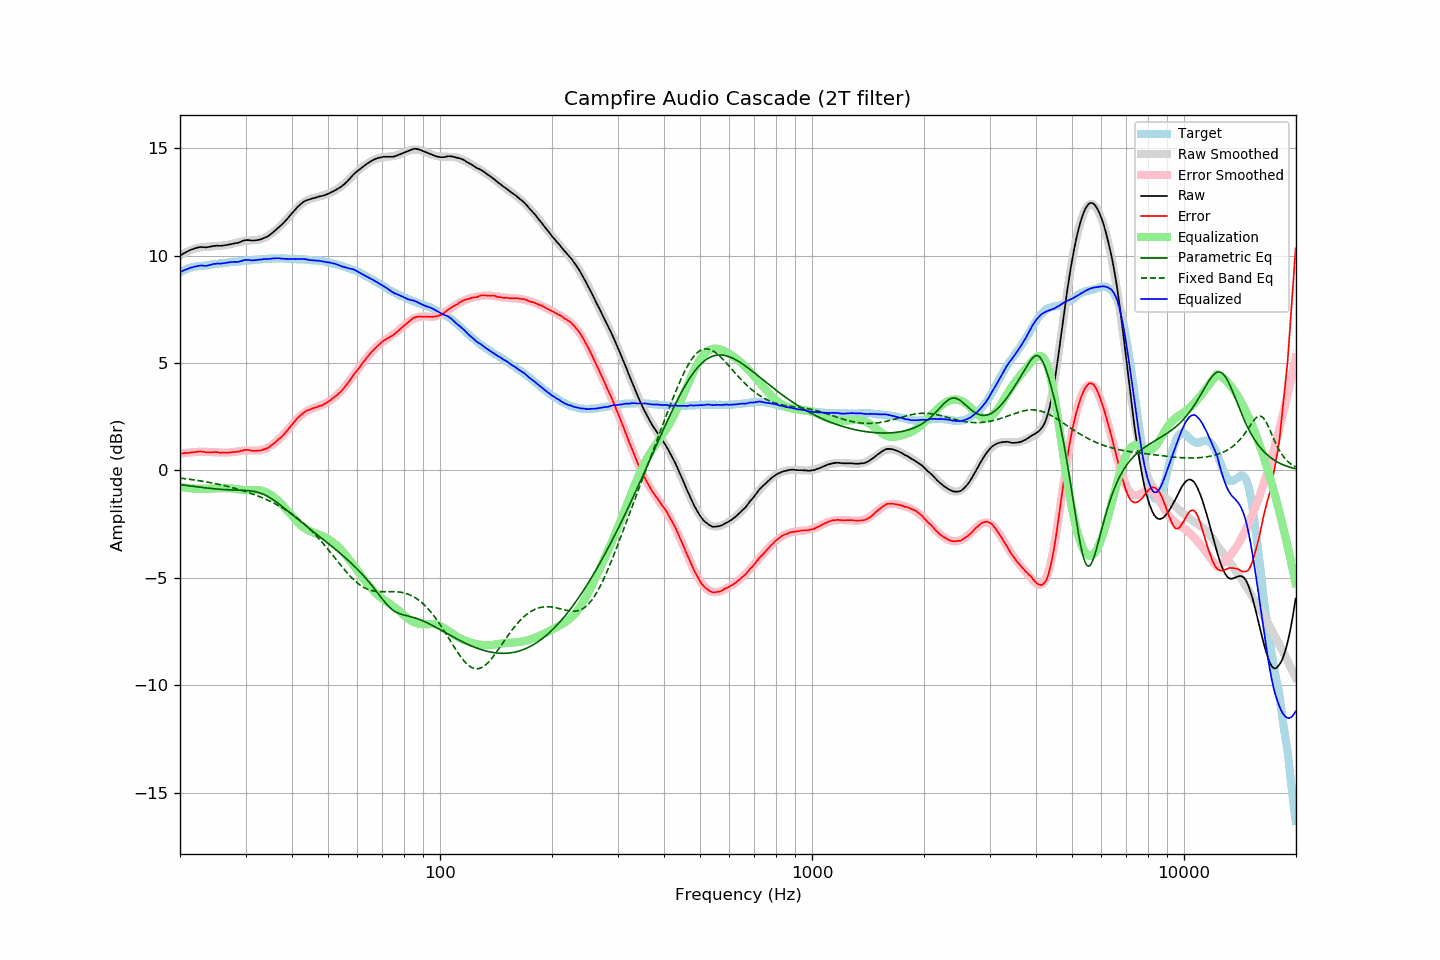 Campfire Audio Cascade (2T filter)
Target
Raw Smoothed
Error Smoothed
Raw
Error
Equalization
Parametric Eq
Fixed Band Eq
Equalized
15
10
5
0
−5
−10
−15
Amplitude (dBr)
100
1000
10000
Frequency (Hz)